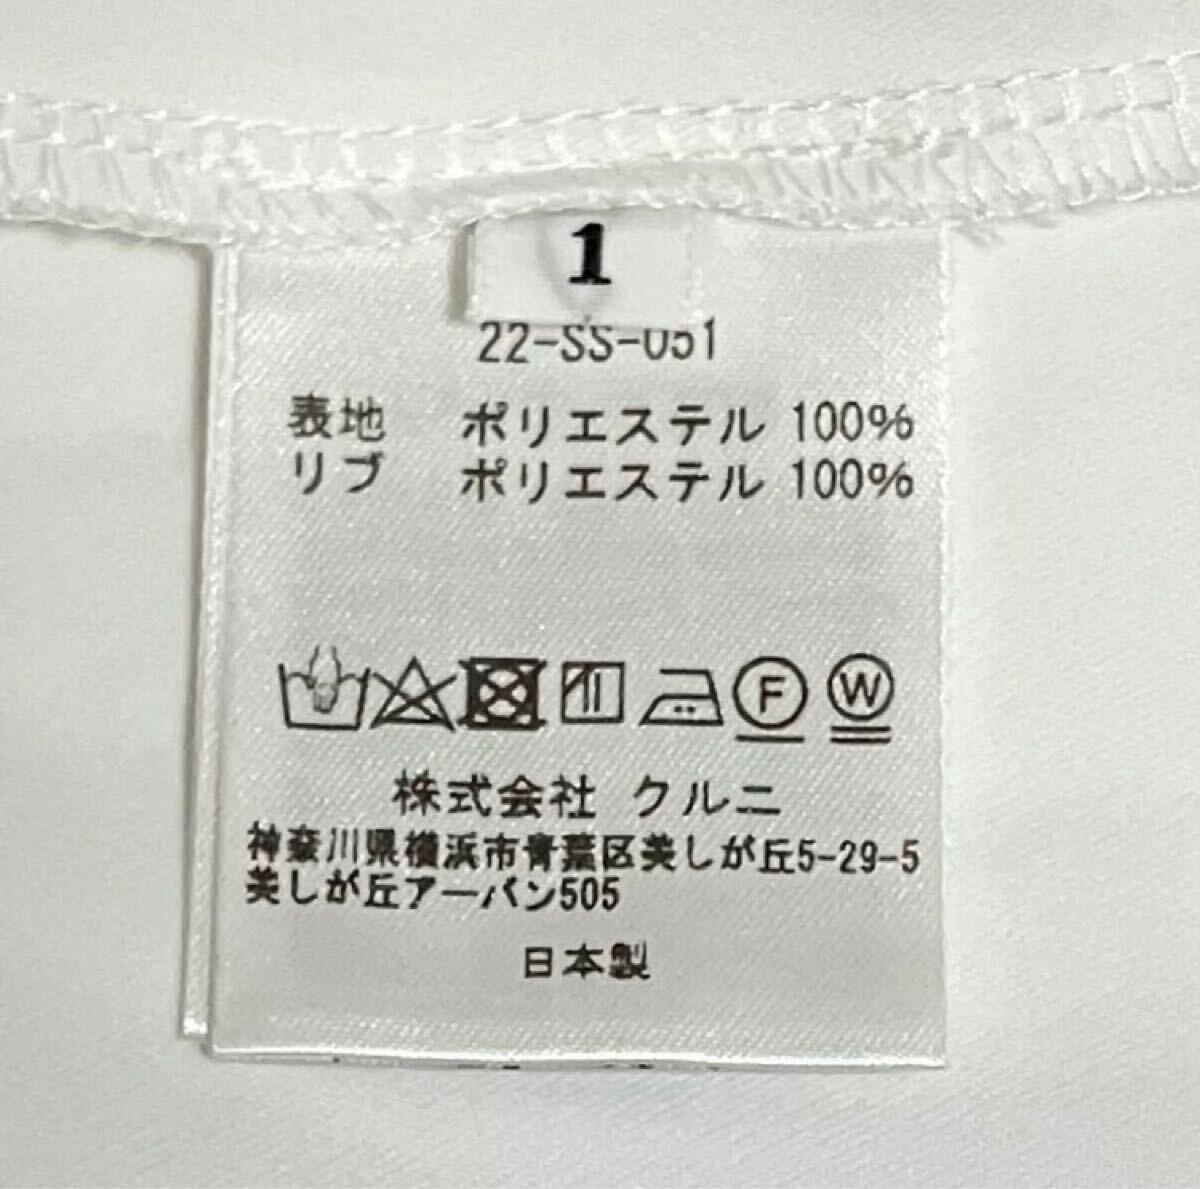 1
22-SS-051
表地 ポリエステル 100%
リブ ポリエステル 100%
F W
株式会社 クルニ
神奈川県横浜市青葉区美しが丘5-29-5
美しが丘アーバン505
日本製